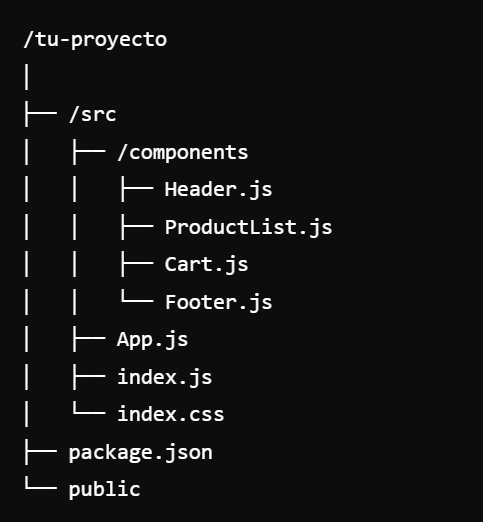 /tu-proyecto
│
├── /src
│   ├── /components
│   │   ├── Header.js
│   │   ├── ProductList.js
│   │   ├── Cart.js
│   │   └── Footer.js
│   ├── App.js
│   ├── index.js
│   └── index.css
├── package.json
└── public